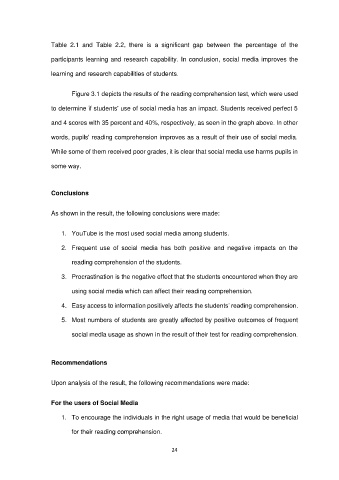 Table 2.1 and Table 2.2, there is a significant gap between the percentage of the
participants learning and research capability. In conclusion, social media improves the
learning and research capabilities of students.
Figure 3.1 depicts the results of the reading comprehension test, which were used
to determine if students' use of social media has an impact. Students received perfect 5
and 4 scores with 35 percent and 40%, respectively, as seen in the graph above. In other
words, pupils' reading comprehension improves as a result of their use of social media.
While some of them received poor grades, it is clear that social media use harms pupils in
some way.
Conclusions
As shown in the result, the following conclusions were made:
1. YouTube is the most used social media among students.
2. Frequent use of social media has both positive and negative impacts on the
reading comprehension of the students.
3. Procrastination is the negative effect that the students encountered when they are
using social media which can affect their reading comprehension.
4. Easy access to information positively affects the students' reading comprehension.
5. Most numbers of students are greatly affected by positive outcomes of frequent
social media usage as shown in the result of their test for reading comprehension.
Recommendations
Upon analysis of the result, the following recommendations were made:
For the users of Social Media
1. To encourage the individuals in the right usage of media that would be beneficial
for their reading comprehension.
24